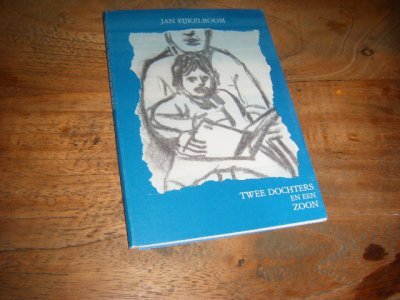 JAN EIJKELBOOM
TWEE DOCHTERS
EN EEN
ZOON